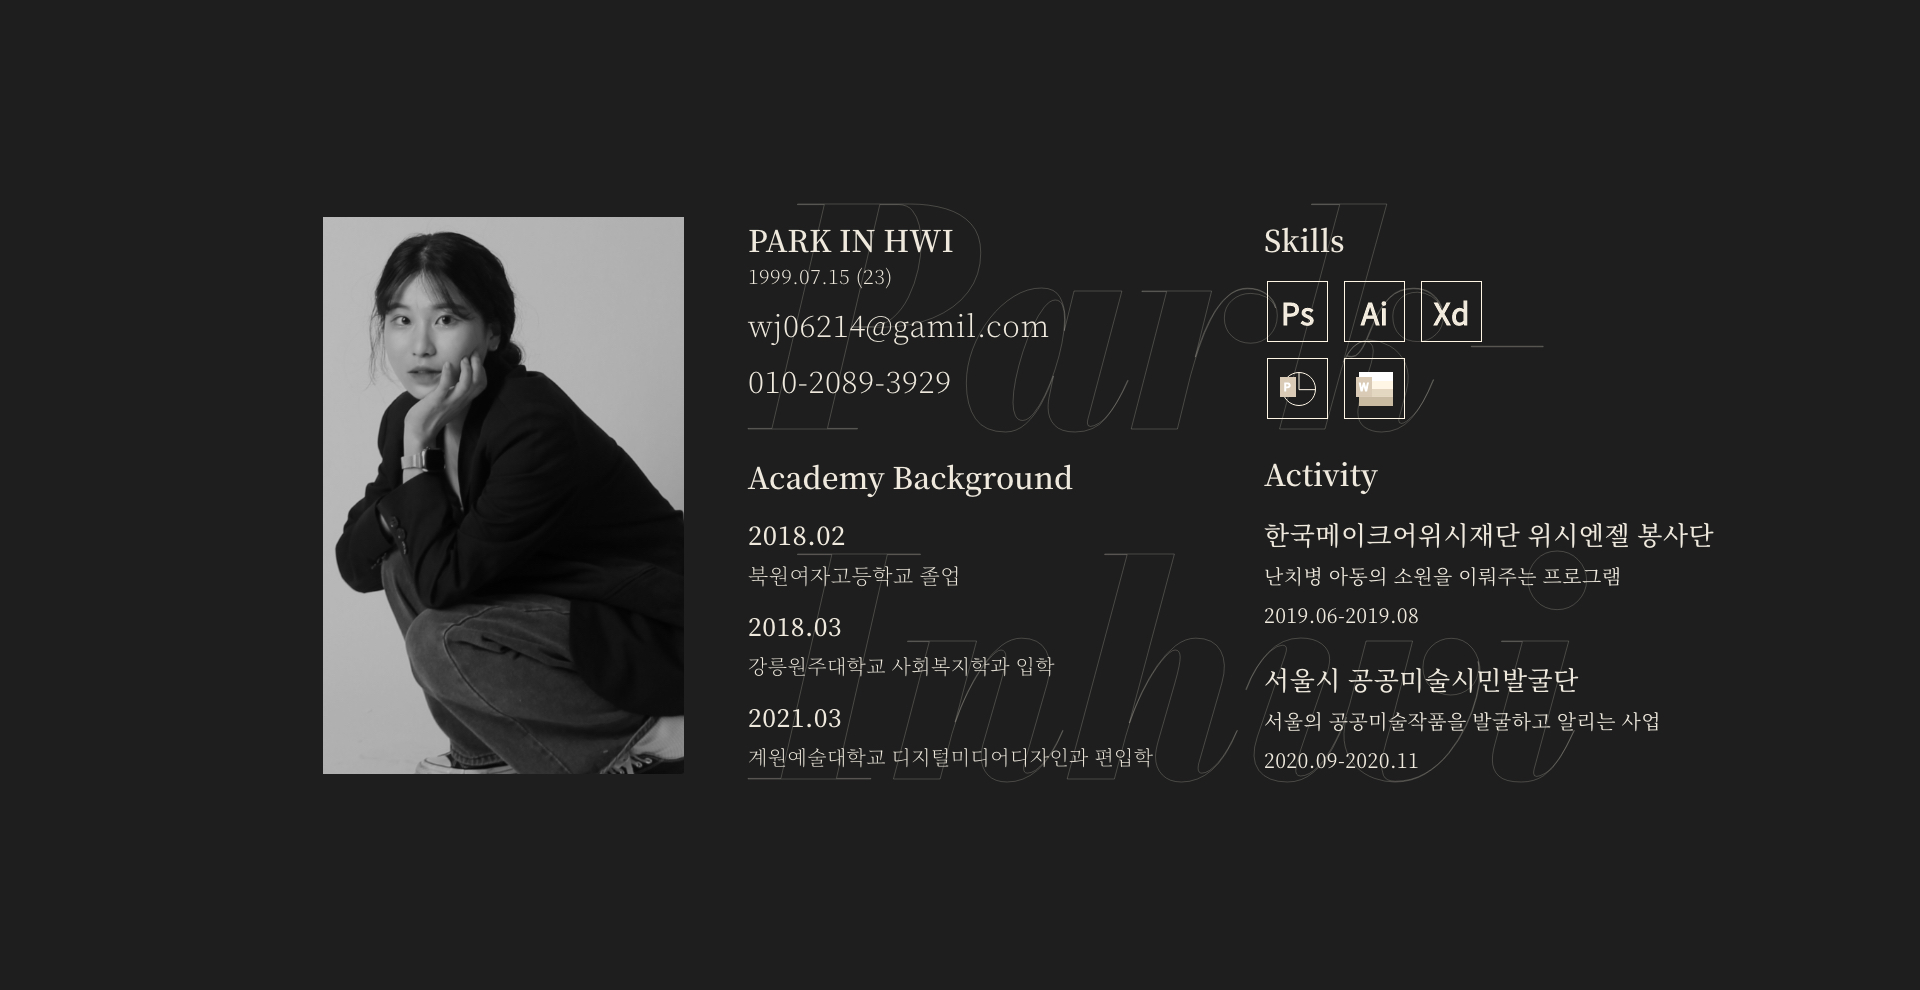 PARK IN HWI
1999.07.15 (23)
wj06214@gamil.com
010-2089-3929
Academy Background
2018.02
북원여자고등학교 졸업
2018.03
강릉원주대학교 사회복지학과 입학
2021.03
계원예술대학교 디지털미디어디자인과 편입학
Skills
Ps Ai Xd
P W
Activity
한국메이크어위시재단 위시엔젤 봉사단
난치병 아동의 소원을 이뤄주는 프로그램
2019.06-2019.08
서울시 공공미술시민발굴단
서울의 공공미술작품을 발굴하고 알리는 사업
2020.09-2020.11
Park
Inhwi